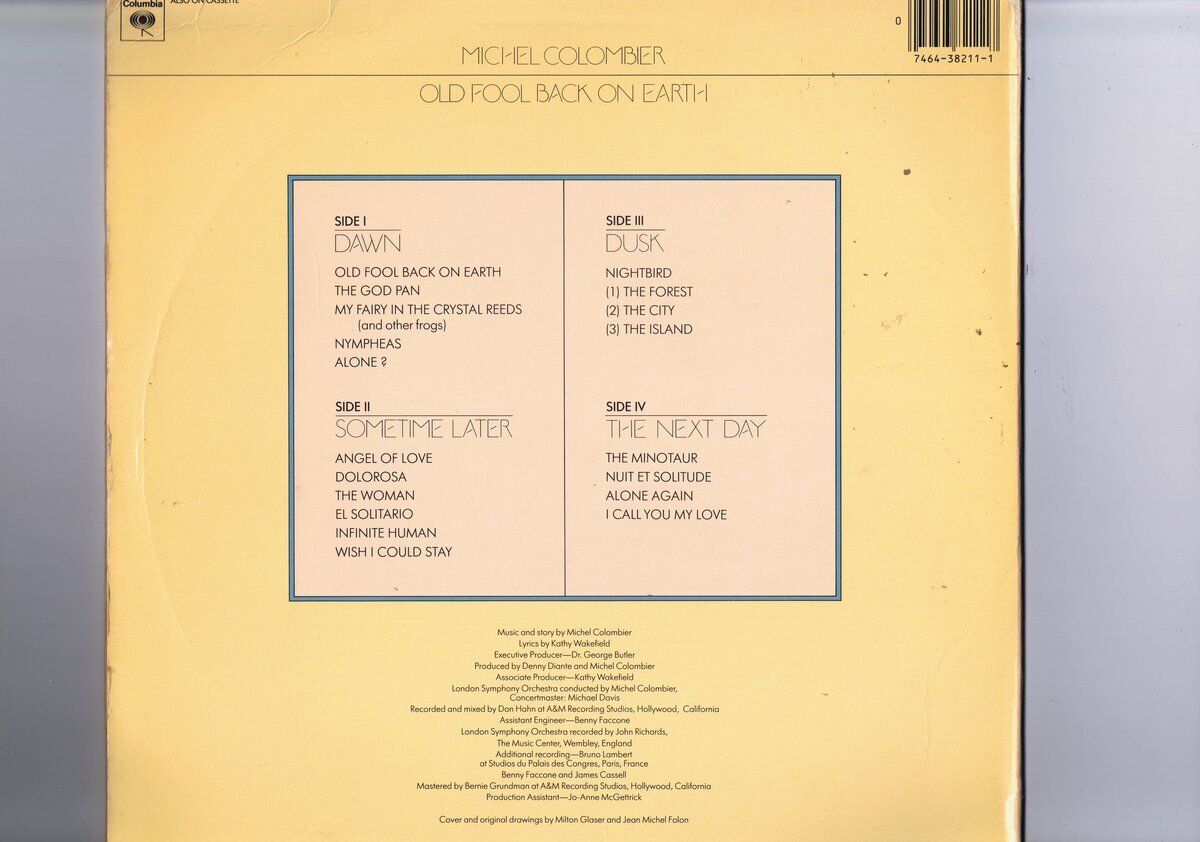 Columbia
ALSO ON CASSETTE
0
7464-38211-1
MICHEL COLOMBIER
OLD FOOL BACK ON EARTH
SIDE I
DAWN
OLD FOOL BACK ON EARTH
THE GOD PAN
MY FAIRY IN THE CRYSTAL REEDS
(and other frogs)
NYMPHEAS
ALONE ?
SIDE II
SOMETIME LATER
ANGEL OF LOVE
DOLOROSA
THE WOMAN
EL SOLITARIO
INFINITE HUMAN
WISH I COULD STAY
SIDE III
DUSK
NIGHTBIRD
(1) THE FOREST
(2) THE CITY
(3) THE ISLAND
SIDE IV
THE NEXT DAY
THE MINOTAUR
NUIT ET SOLITUDE
ALONE AGAIN
I CALL YOU MY LOVE
Music and story by Michel Colombier
Lyrics by Kathy Wakefield
Executive Producer—Dr. George Butler
Produced by Denny Diante and Michel Colombier
Associate Producer—Kathy Wakefield
London Symphony Orchestra conducted by Michel Colombier,
Concertmaster: Michael Davis
Recorded and mixed by Don Hahn at A&M Recording Studios, Hollywood, California
Assistant Engineer—Benny Faccone
London Symphony Orchestra recorded by John Richards,
The Music Center, Wembley, England
Additional recording—Bruno Lambert
at Studios du Palais des Congres, Paris, France
Benny Faccone and James Cassell
Mastered by Bernie Grundman at A&M Recording Studios, Hollywood, California
Production Assistant—Jo-Anne McGettrick
Cover and original drawings by Milton Glaser and Jean Michel Folon